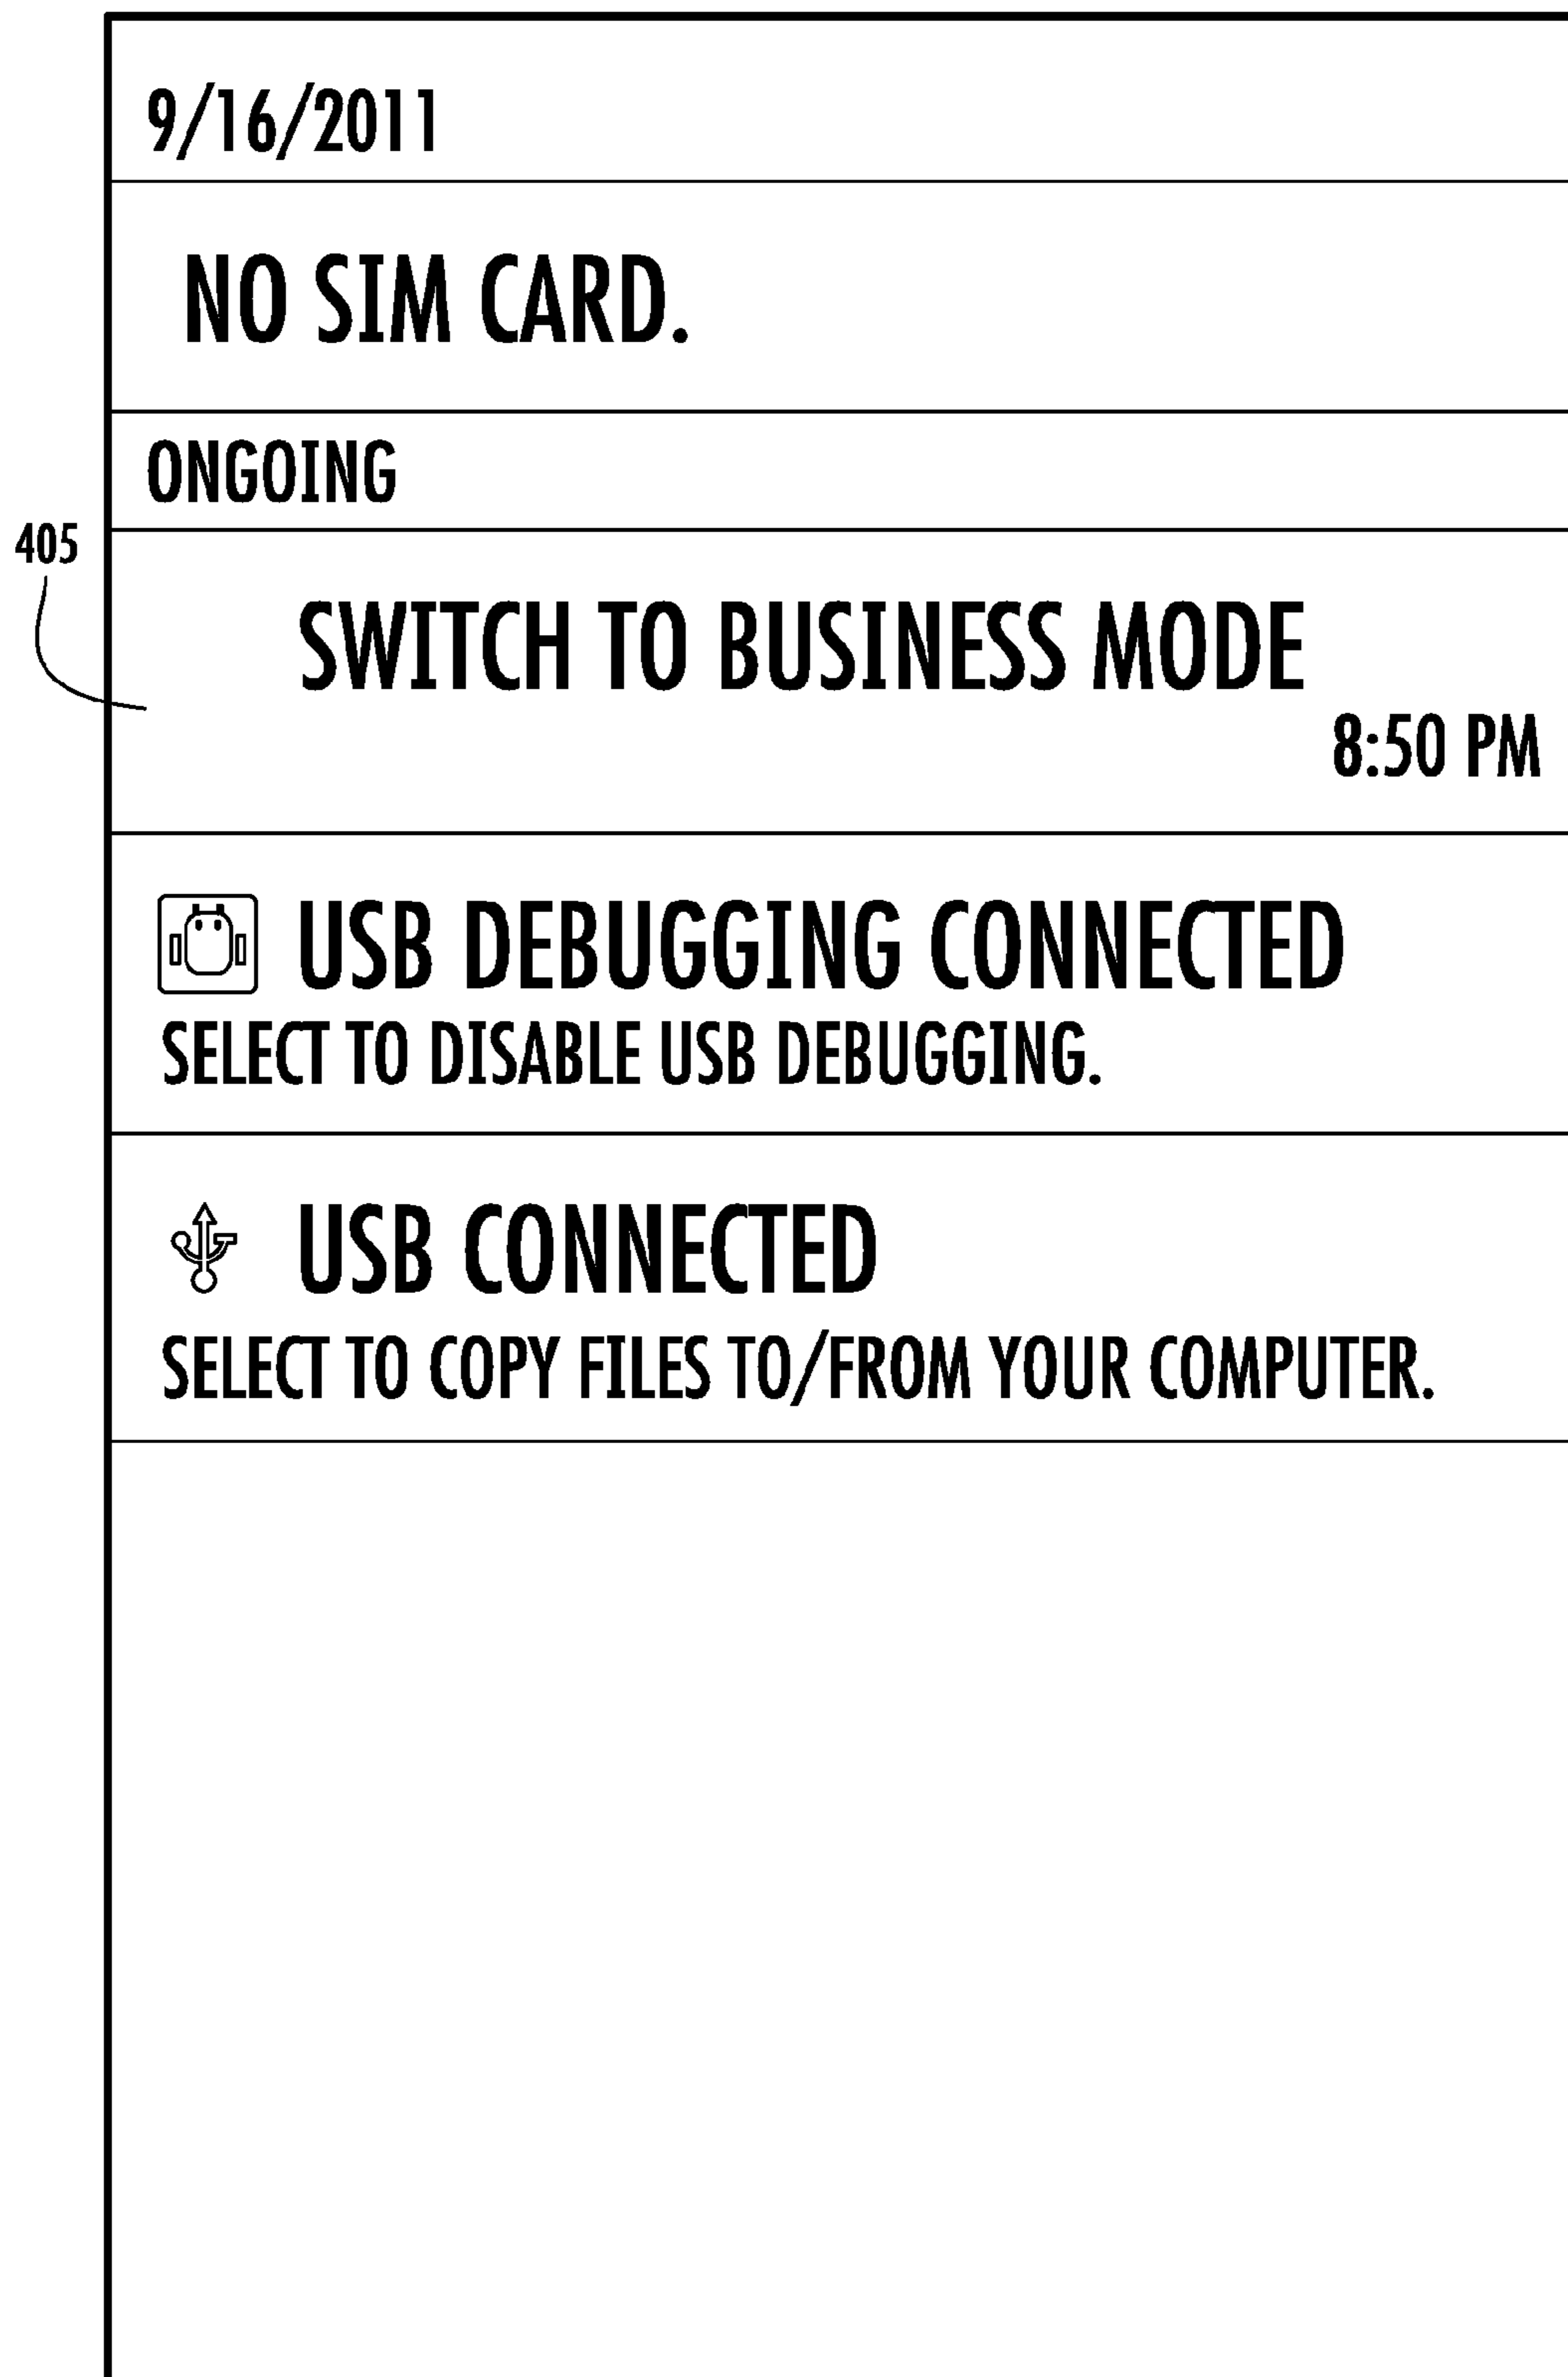 9/16/2011
NO SIM CARD.
ONGOING
405
SWITCH TO BUSINESS MODE
8:50 PM
USB DEBUGGING CONNECTED
SELECT TO DISABLE USB DEBUGGING.
USB CONNECTED
SELECT TO COPY FILES TO/FROM YOUR COMPUTER.